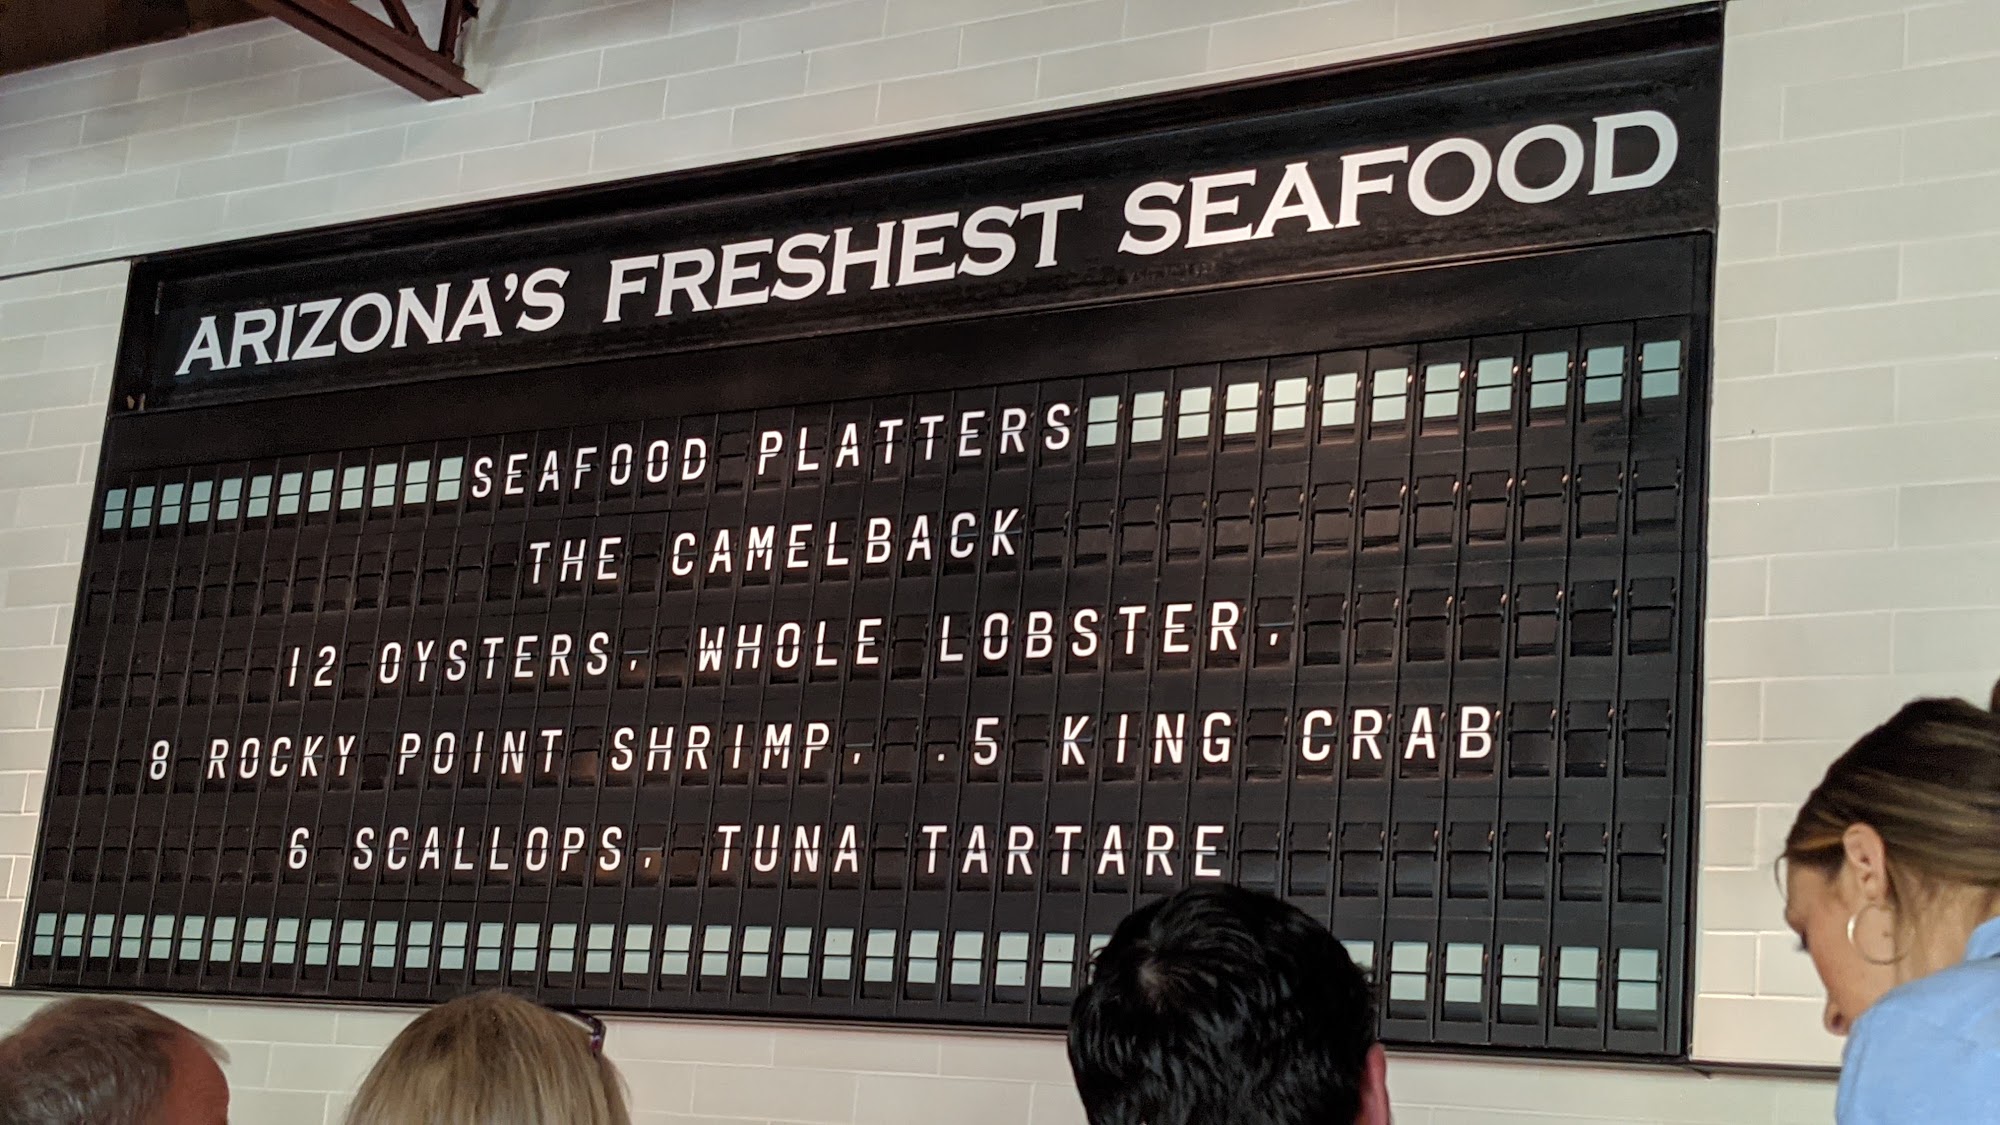 ARIZONA'S FRESHEST SEAFOOD
SEAFOOD PLATTERS
THE CAMELBACK
12 OYSTERS, WHOLE LOBSTER,
8 ROCKY POINT SHRIMP, .5 KING CRAB
6 SCALLOPS, TUNA TARTARE